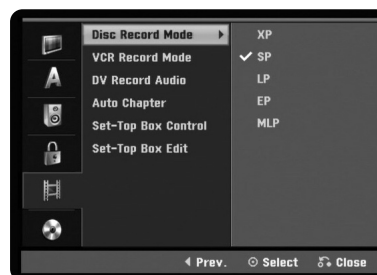 Disc Record Mode
VCR Record Mode
DV Record Audio
Auto Chapter
Set-Top Box Control
Set-Top Box Edit
XP
SP
LP
EP
MLP
A
Prev. Select Close